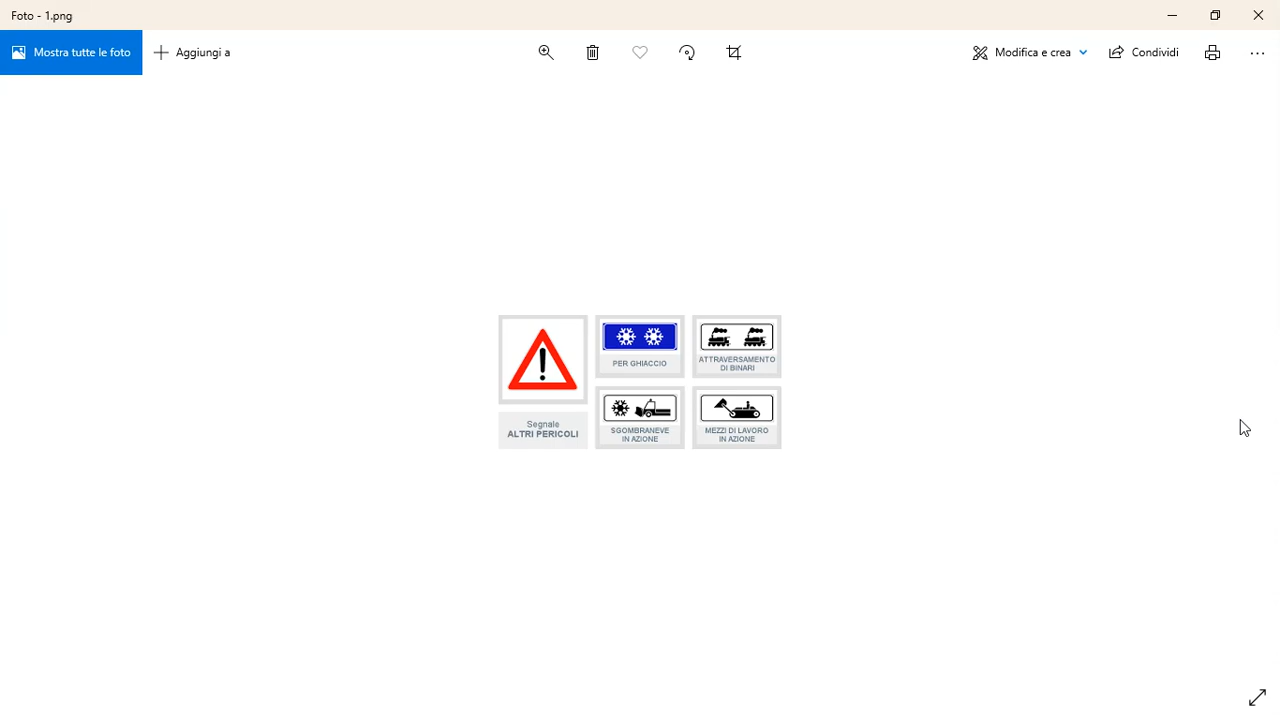 Foto - 1.png
Mostra tutte le foto
Aggiungi a
Modifica e crea
Condividi
PER GHIACCIO
ATTRAVERSAMENTO
DI BINARI
Segnale
ALTRI PERICOLI
SGOMBRANEVE
IN AZIONE
MEZZI DI LAVORO
IN AZIONE